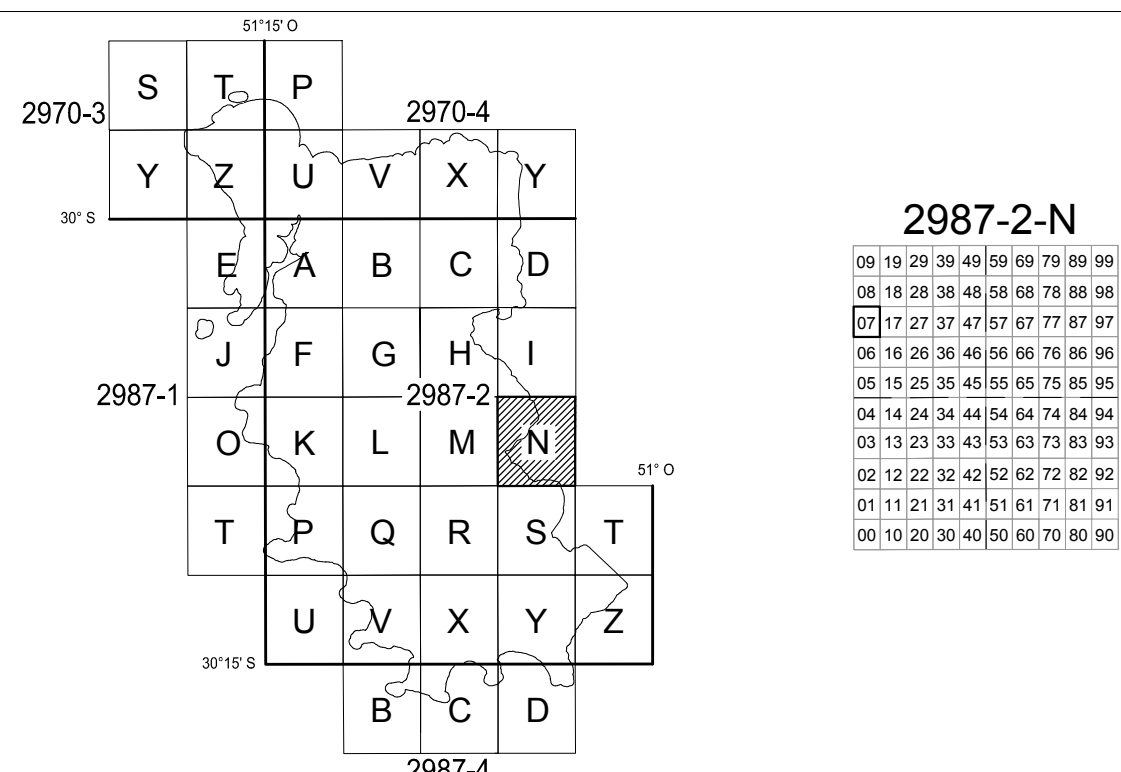 51°15' O
S T P
2970-3 2970-4
Y Z U V X Y
30° S
E A B C D
J F G H I
2987-1 2987-2
O K L M N
51° O
T P Q R S T
U V X Y Z
30°15' S
B C D
2987-4
2987-2-N
09 19 29 39 49 59 69 79 89 99
08 18 28 38 48 58 68 78 88 98
07 17 27 37 47 57 67 77 87 97
06 16 26 36 46 56 66 76 86 96
05 15 25 35 45 55 65 75 85 95
04 14 24 34 44 54 64 74 84 94
03 13 23 33 43 53 63 73 83 93
02 12 22 32 42 52 62 72 82 92
01 11 21 31 41 51 61 71 81 91
00 10 20 30 40 50 60 70 80 90